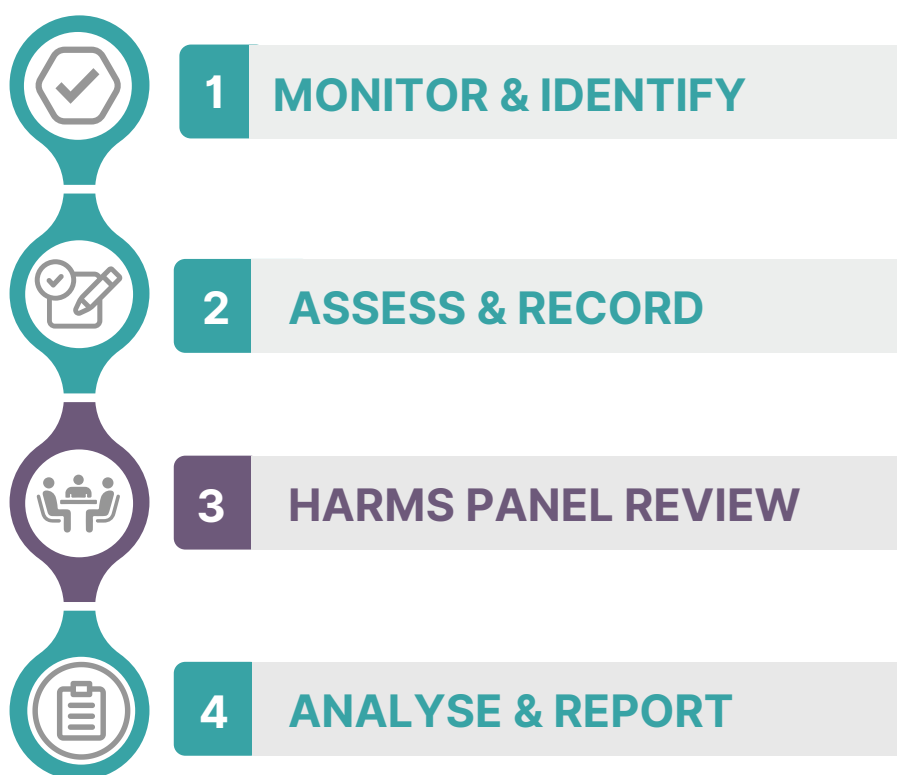 1 MONITOR & IDENTIFY
2 ASSESS & RECORD
3 HARMS PANEL REVIEW
4 ANALYSE & REPORT